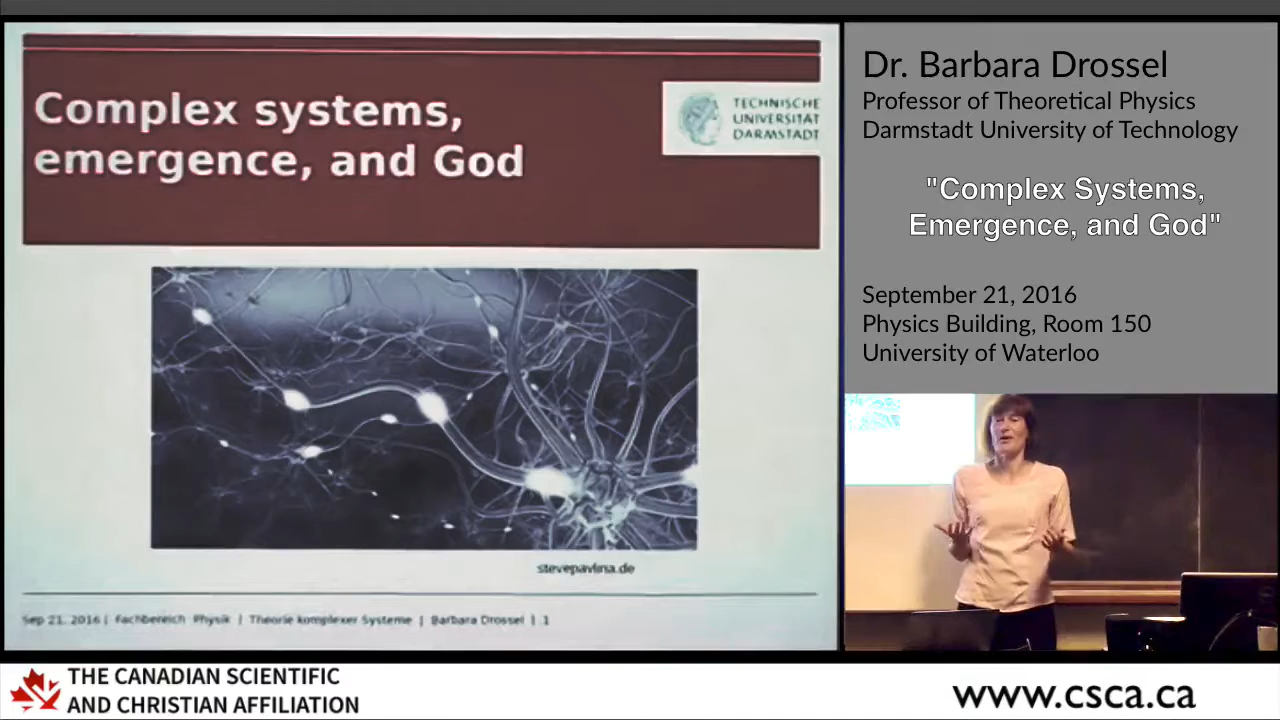 Complex systems,
emergence, and God
TECHNISCHE
UNIVERSITÄT
DARMSTADT
stevepavlina.de
Sep 21, 2016 | Fachbereich Physik | Theorie komplexer Systeme | Barbara Drossel | 1
Dr. Barbara Drossel
Professor of Theoretical Physics
Darmstadt University of Technology
"Complex Systems,
Emergence, and God"
September 21, 2016
Physics Building, Room 150
University of Waterloo
THE CANADIAN SCIENTIFIC
AND CHRISTIAN AFFILIATION
www.csca.ca